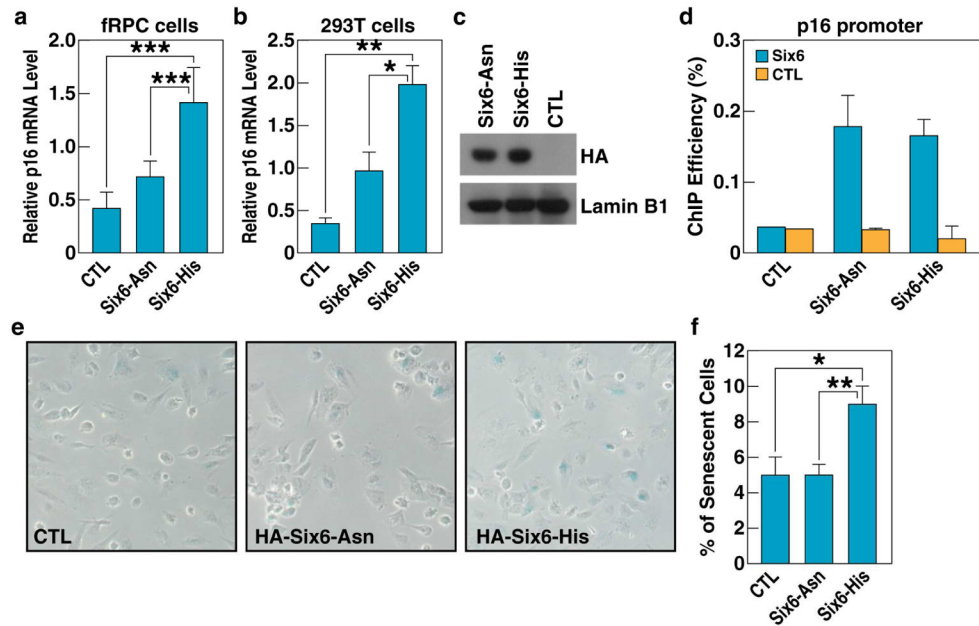 a
fRPC cells
Relative p16 mRNA Level
2.0
1.5
1.0
0.5
0
***
***
CTL
Six6-Asn
Six6-His
b
293T cells
Relative p16 mRNA Level
2.5
2.0
1.5
1.0
0.5
0
**
*
CTL
Six6-Asn
Six6-His
c
Six6-Asn
Six6-His
CTL
HA
Lamin B1
d
p16 promoter
ChIP Efficiency (%)
0.3
0.2
0.1
0
Six6
CTL
CTL
Six6-Asn
Six6-His
e
CTL
HA-Six6-Asn
HA-Six6-His
f
% of Senescent Cells
12
10
8
6
4
2
0
*
**
CTL
Six6-Asn
Six6-His